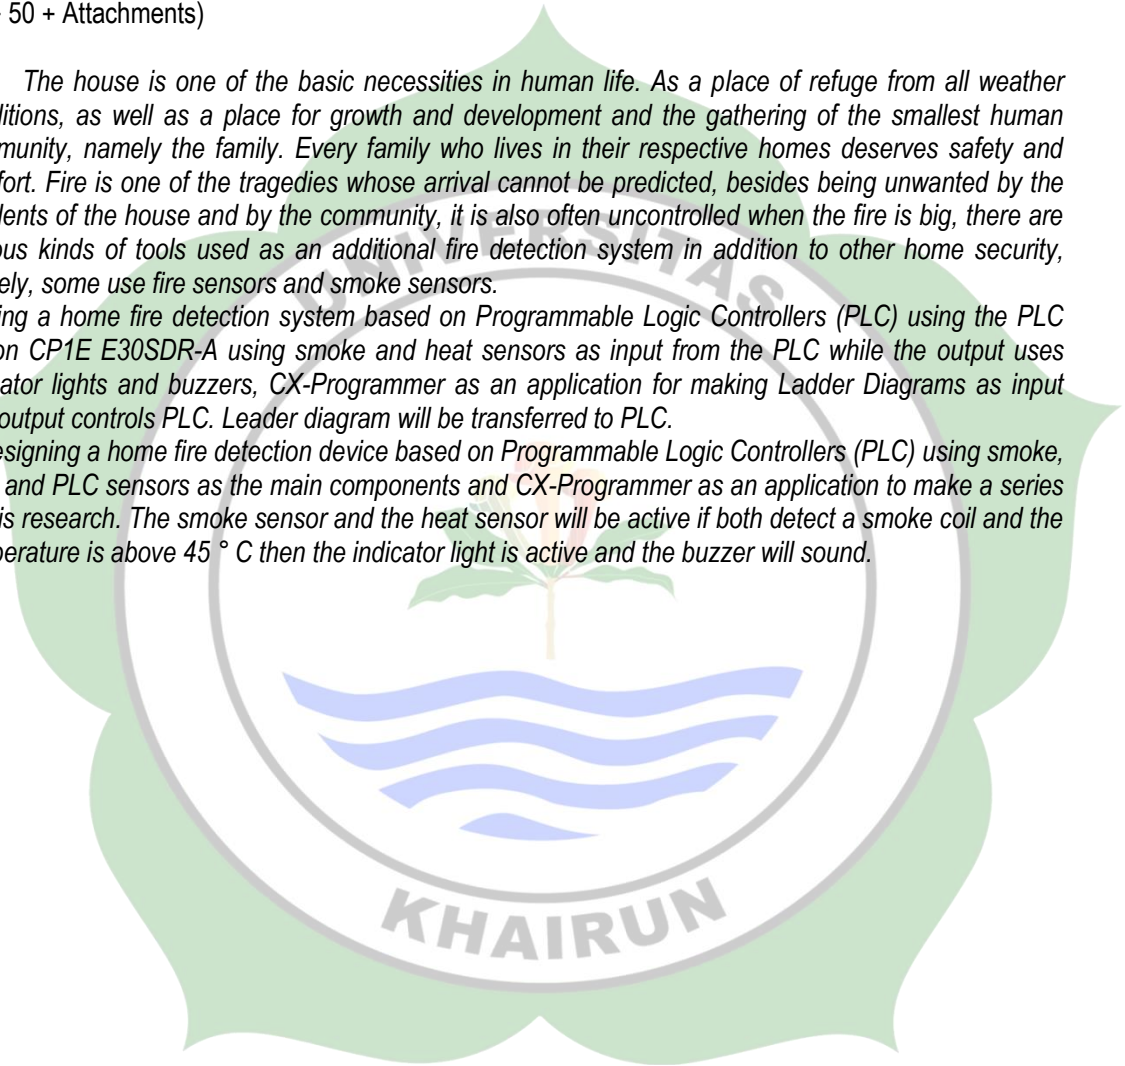 50 + Attachments)
The house is one of the basic necessities in human life. As a place of refuge from all weather
ditions, as well as a place for growth and development and the gathering of the smallest human
munity, namely the family. Every family who lives in their respective homes deserves safety and
fort. Fire is one of the tragedies whose arrival cannot be predicted, besides being unwanted by the
dents of the house and by the community, it is also often uncontrolled when the fire is big, there are
ous kinds of tools used as an additional fire detection system in addition to other home security,
ely, some use fire sensors and smoke sensors.
ing a home fire detection system based on Programmable Logic Controllers (PLC) using the PLC
on CP1E E30SDR-A using smoke and heat sensors as input from the PLC while the output uses
ator lights and buzzers, CX-Programmer as an application for making Ladder Diagrams as input
output controls PLC. Leader diagram will be transferred to PLC.
esigning a home fire detection device based on Programmable Logic Controllers (PLC) using smoke,
and PLC sensors as the main components and CX-Programmer as an application to make a series
is research. The smoke sensor and the heat sensor will be active if both detect a smoke coil and the
perature is above 45 ° C then the indicator light is active and the buzzer will sound.
UNIVERSITAS
KHAIRUN